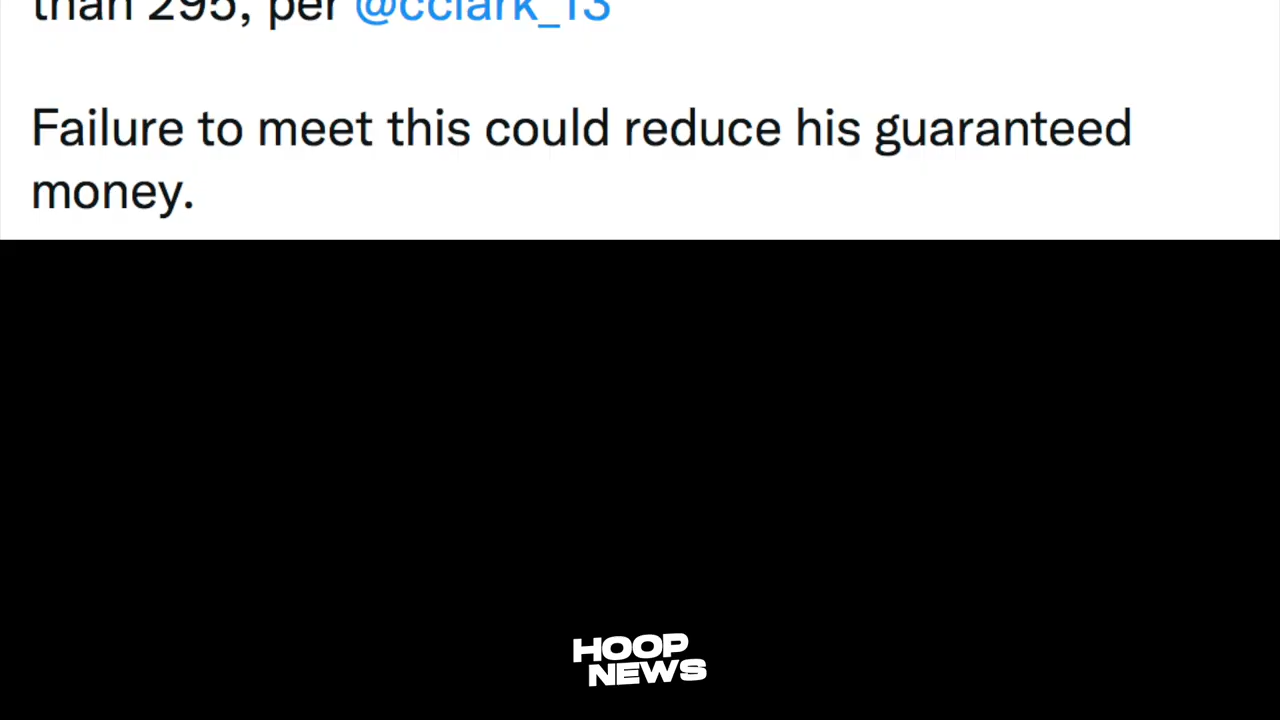 than 295, per @cclark_13
Failure to meet this could reduce his guaranteed
money.
HOOP
NEWS